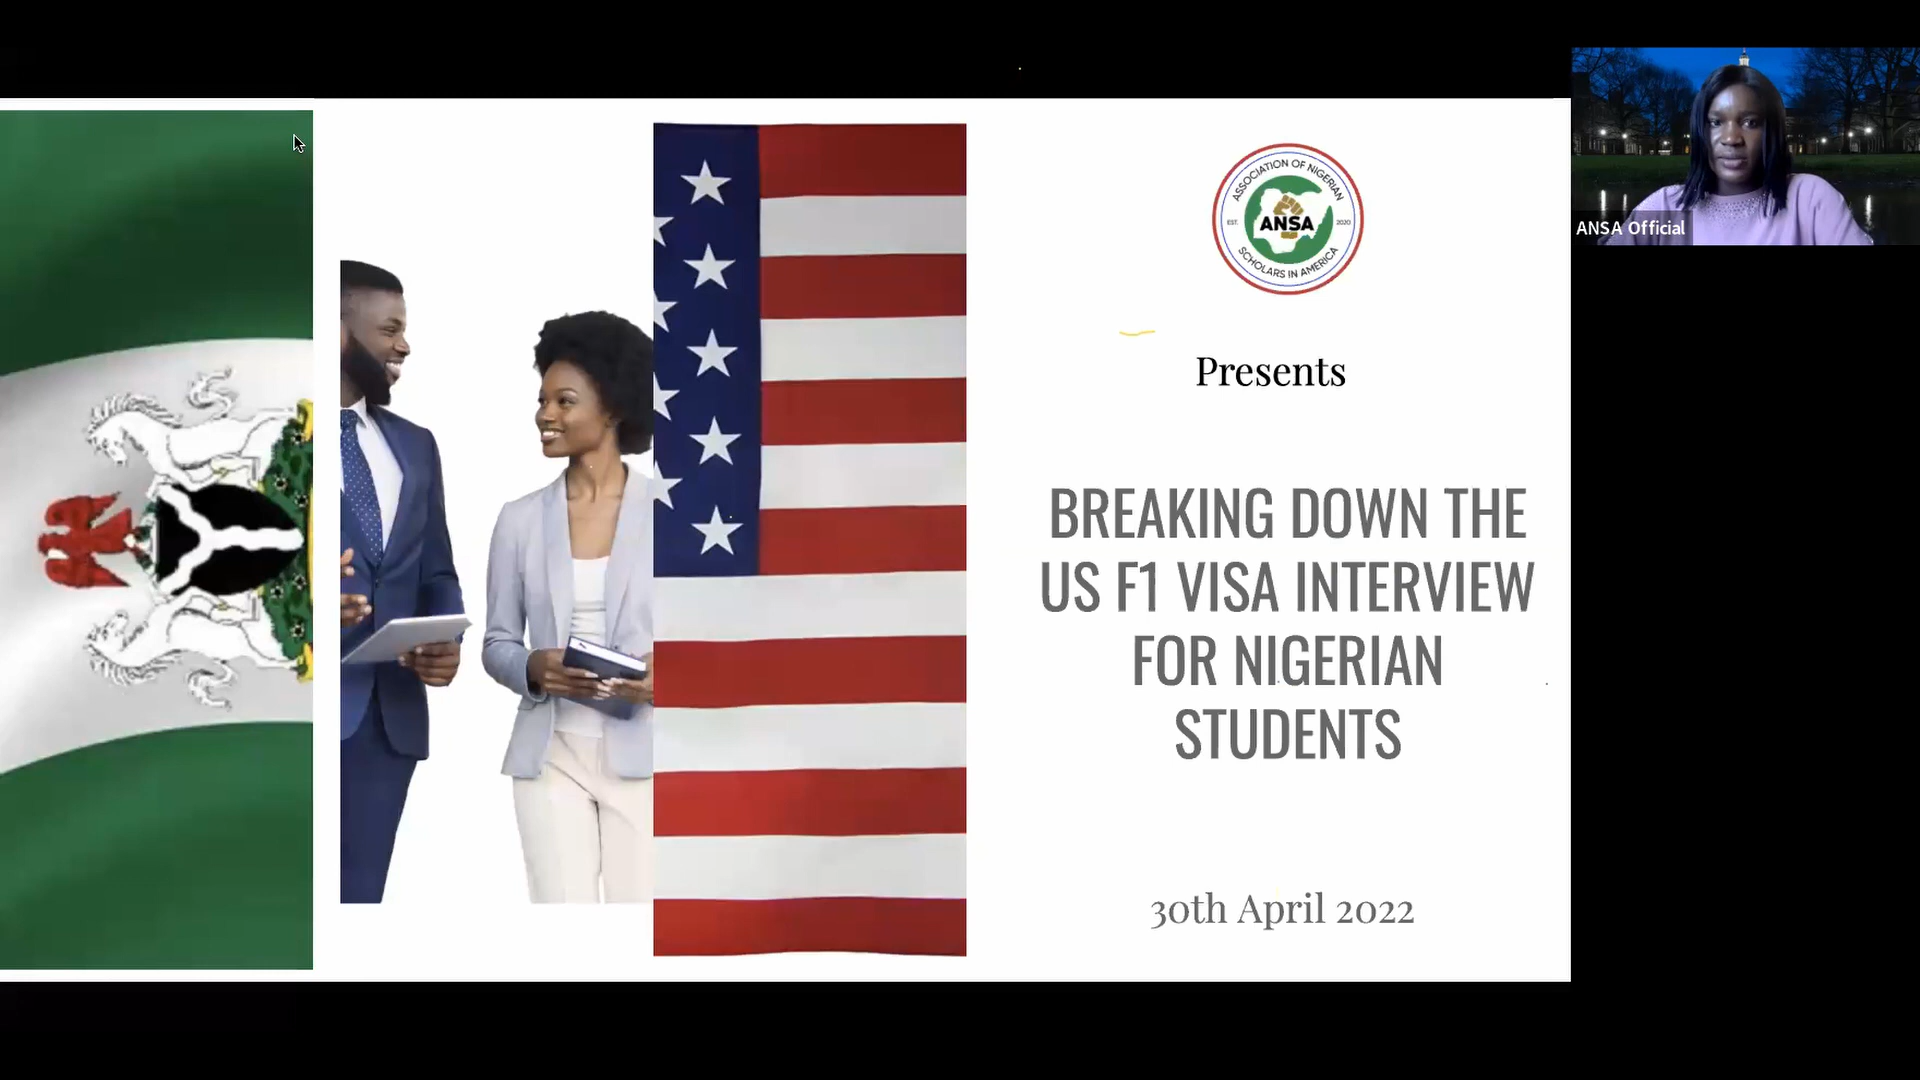 ASSOCIATION OF NIGERIAN
EST.
ANSA
2020
SCHOLARS IN AMERICA
Presents
BREAKING DOWN THE
US F1 VISA INTERVIEW
FOR NIGERIAN
STUDENTS
30th April 2022
ANSA Official